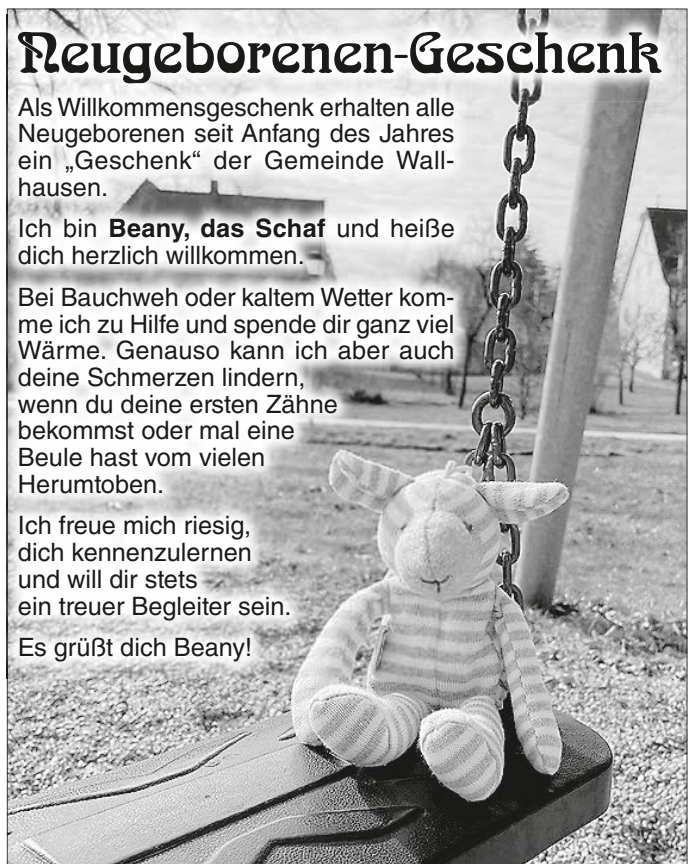 Neugeborenen-Geschenk
Als Willkommensgeschenk erhalten alle
Neugeborenen seit Anfang des Jahres
ein „Geschenk“ der Gemeinde Wall-
hausen.
Ich bin Beany, das Schaf und heiße
dich herzlich willkommen.
Bei Bauchweh oder kaltem Wetter kom-
me ich zu Hilfe und spende dir ganz viel
Wärme. Genauso kann ich aber auch
deine Schmerzen lindern,
wenn du deine ersten Zähne
bekommst oder mal eine
Beule hast vom vielen
Herumtoben.
Ich freue mich riesig,
dich kennenzulernen
und will dir stets
ein treuer Begleiter sein.
Es grüßt dich Beany!